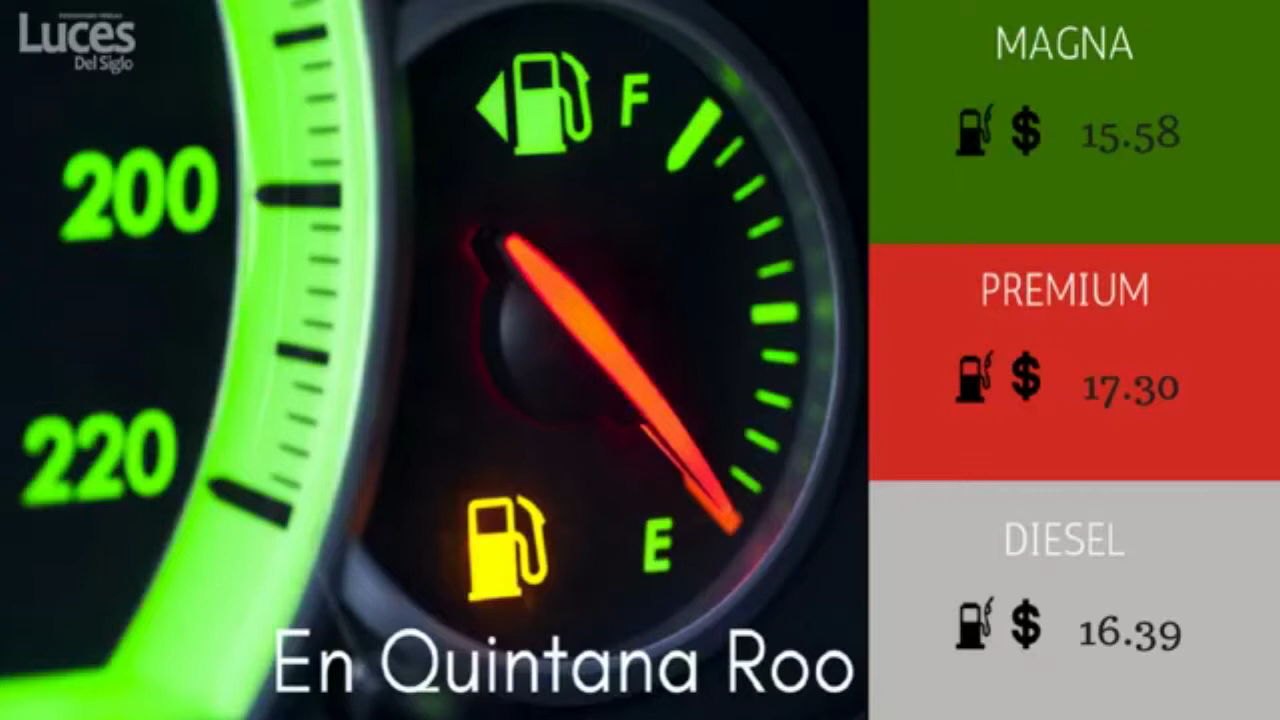 Luces
Del Siglo
200
220
F
E
En Quintana Roo
MAGNA
$ 15.58
PREMIUM
$ 17.30
DIESEL
$ 16.39